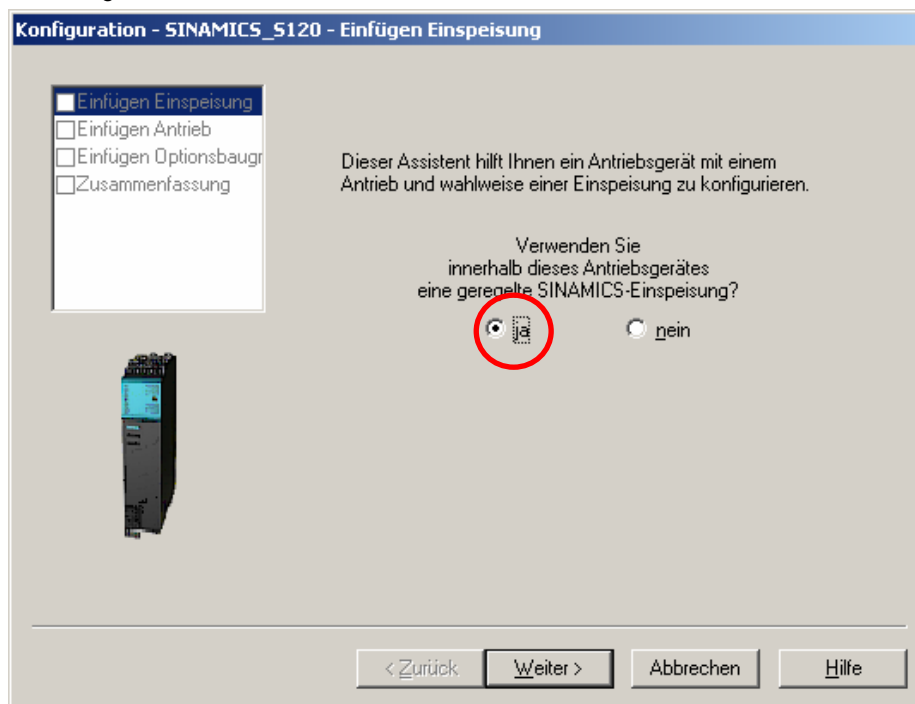 Konfiguration - SINAMICS_S120 - Einfügen Einspeisung
Einfügen Einspeisung
Einfügen Antrieb
Einfügen Optionsbaugr
Zusammenfassung
Dieser Assistent hilft Ihnen ein Antriebsgerät mit einem
Antrieb und wahlweise einer Einspeisung zu konfigurieren.
Verwenden Sie
innerhalb dieses Antriebsgerätes
eine geregelte SINAMICS-Einspeisung?
ja nein
< Zurück Weiter > Abbrechen Hilfe